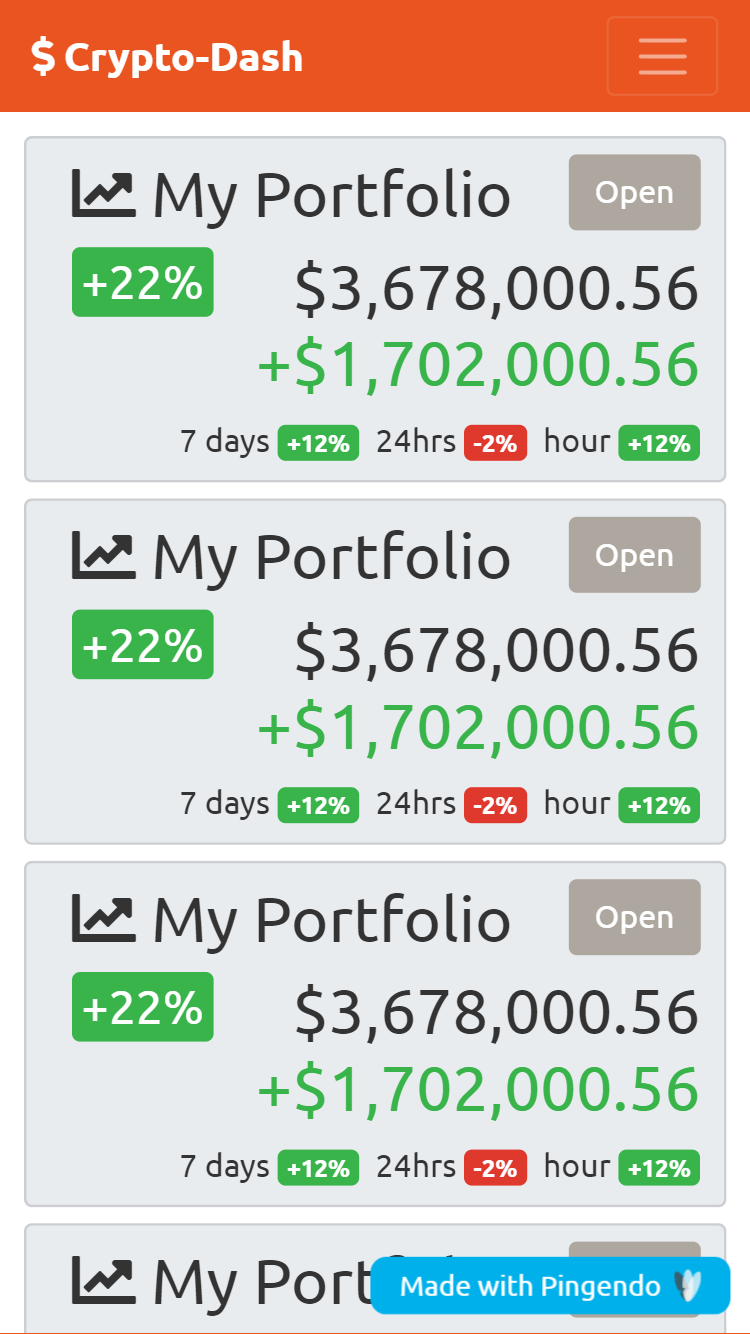 $ Crypto-Dash
My Portfolio Open
+22% $3,678,000.56
+$1,702,000.56
7 days +12% 24hrs -2% hour +12%
My Portfolio Open
+22% $3,678,000.56
+$1,702,000.56
7 days +12% 24hrs -2% hour +12%
My Portfolio Open
+22% $3,678,000.56
+$1,702,000.56
7 days +12% 24hrs -2% hour +12%
My Port
Made with Pingendo